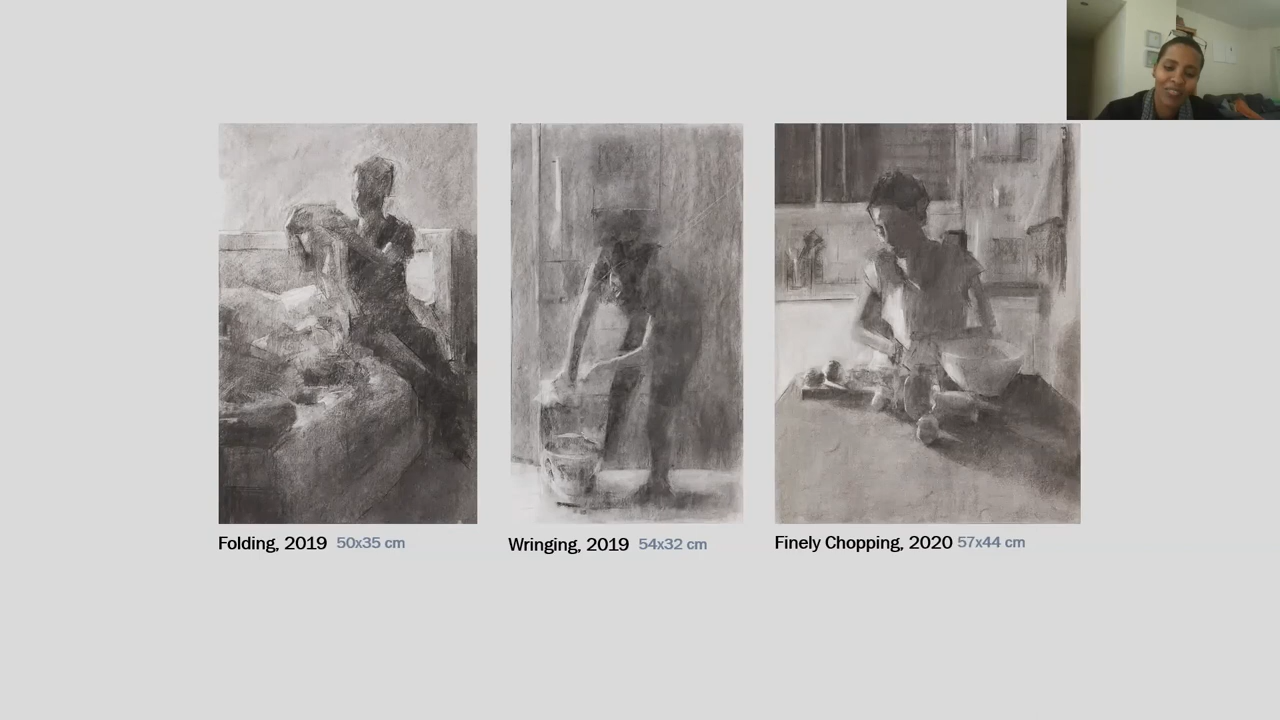 Folding, 2019 50x35 cm
Wringing, 2019 54x32 cm
Finely Chopping, 2020 57x44 cm